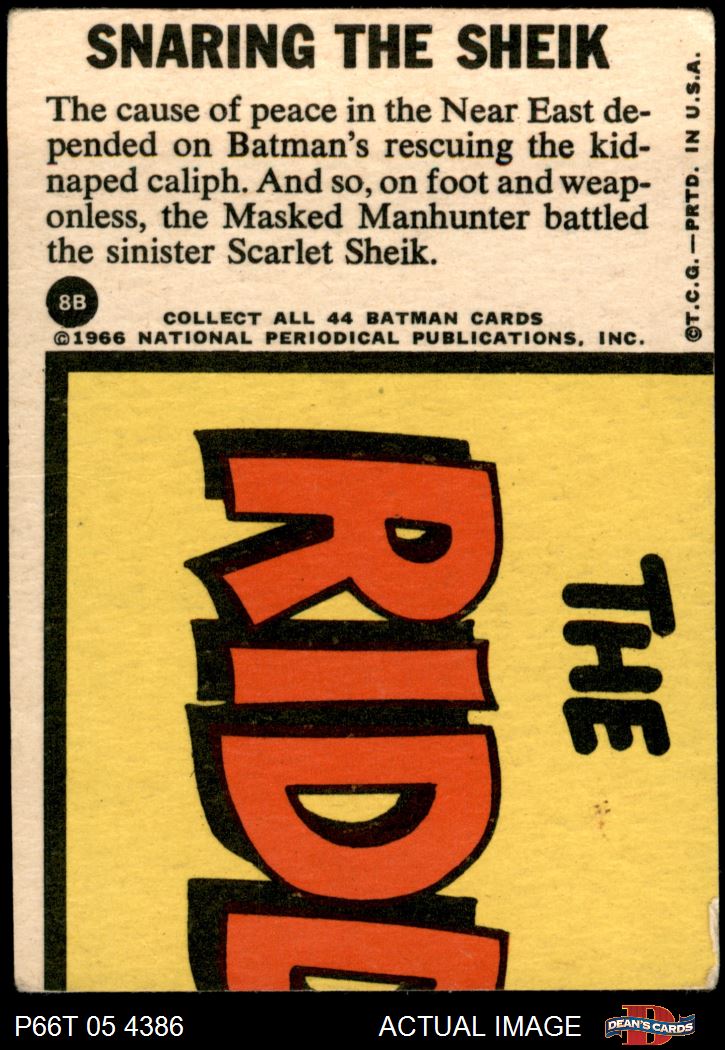 SNARING THE SHEIK
The cause of peace in the Near East de-
pended on Batman's rescuing the kid-
naped caliph. And so, on foot and weap-
onless, the Masked Manhunter battled
the sinister Scarlet Sheik.
8B
COLLECT ALL 44 BATMAN CARDS
©1966 NATIONAL PERIODICAL PUBLICATIONS, INC.
©T.C.G.—PRTD. IN U.S.A.
THE
RIDD
P66T 05 4386
ACTUAL IMAGE
D
DEAN'S CARDS